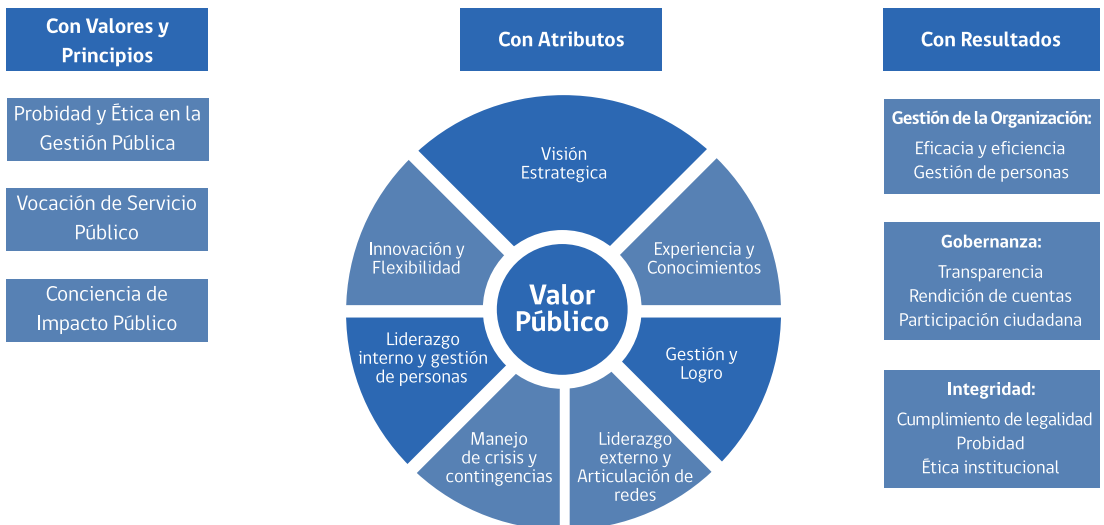 Con Valores y
Principios
Probidad y Ética en la
Gestión Pública
Vocación de Servicio
Público
Conciencia de
Impacto Público
Con Atributos
Visión
Estrategica
Experiencia y
Conocimientos
Gestión y
Logro
Liderazgo
externo y
Articulación de
redes
Manejo
de crisis y
contingencias
Liderazgo
interno y gestión
de personas
Innovación y
Flexibilidad
Valor
Público
Con Resultados
Gestión de la Organización:
Eficacia y eficiencia
Gestión de personas
Gobernanza:
Transparencia
Rendición de cuentas
Participación ciudadana
Integridad:
Cumplimiento de legalidad
Probidad
Ética institucional